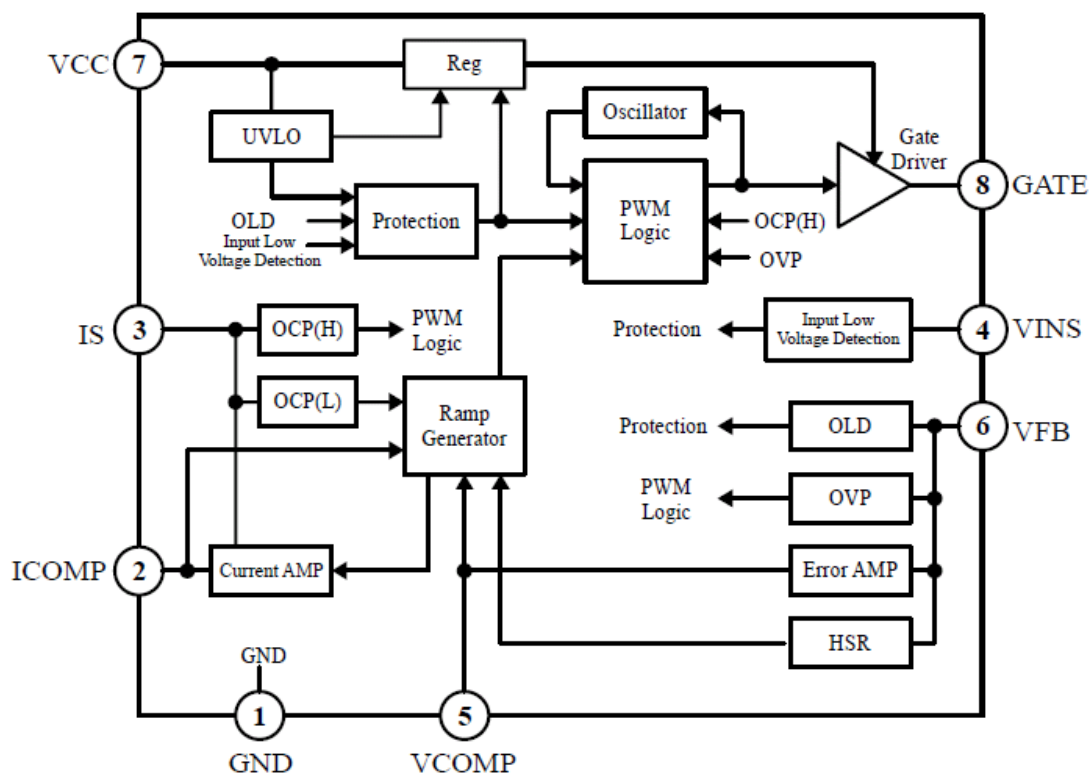 VCC
7
Reg
Oscillator
UVLO
Gate
Driver
8
GATE
Protection
OLD
Input Low
Voltage Detection
PWM
Logic
OCP(H)
OVP
IS
3
OCP(H)
PWM
Logic
Protection
Input Low
Voltage Detection
4
VINS
OCP(L)
Ramp
Generator
Protection
OLD
6
VFB
PWM
Logic
OVP
ICOMP
2
Current AMP
Error AMP
HSR
GND
1
GND
5
VCOMP